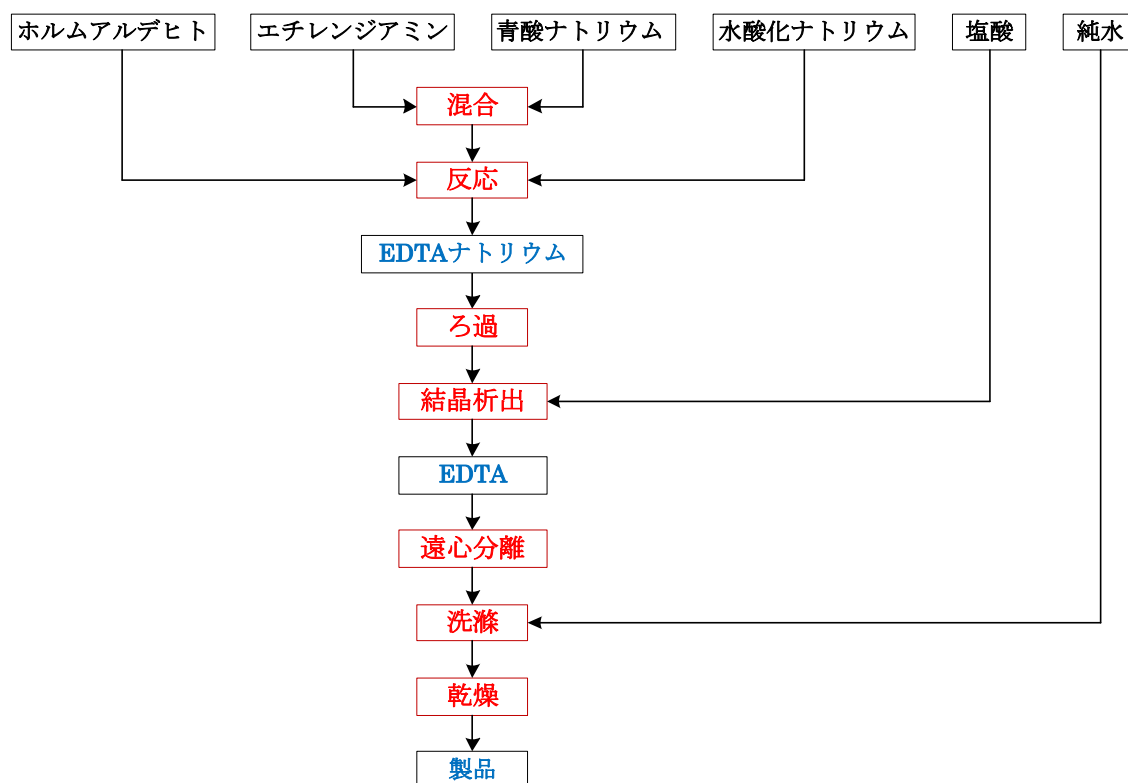 ホルムアルデヒト
エチレンジアミン
青酸ナトリウム
水酸化ナトリウム
塩酸
純水
混合
反応
EDTAナトリウム
ろ過
結晶析出
EDTA
遠心分離
洗滌
乾燥
製品